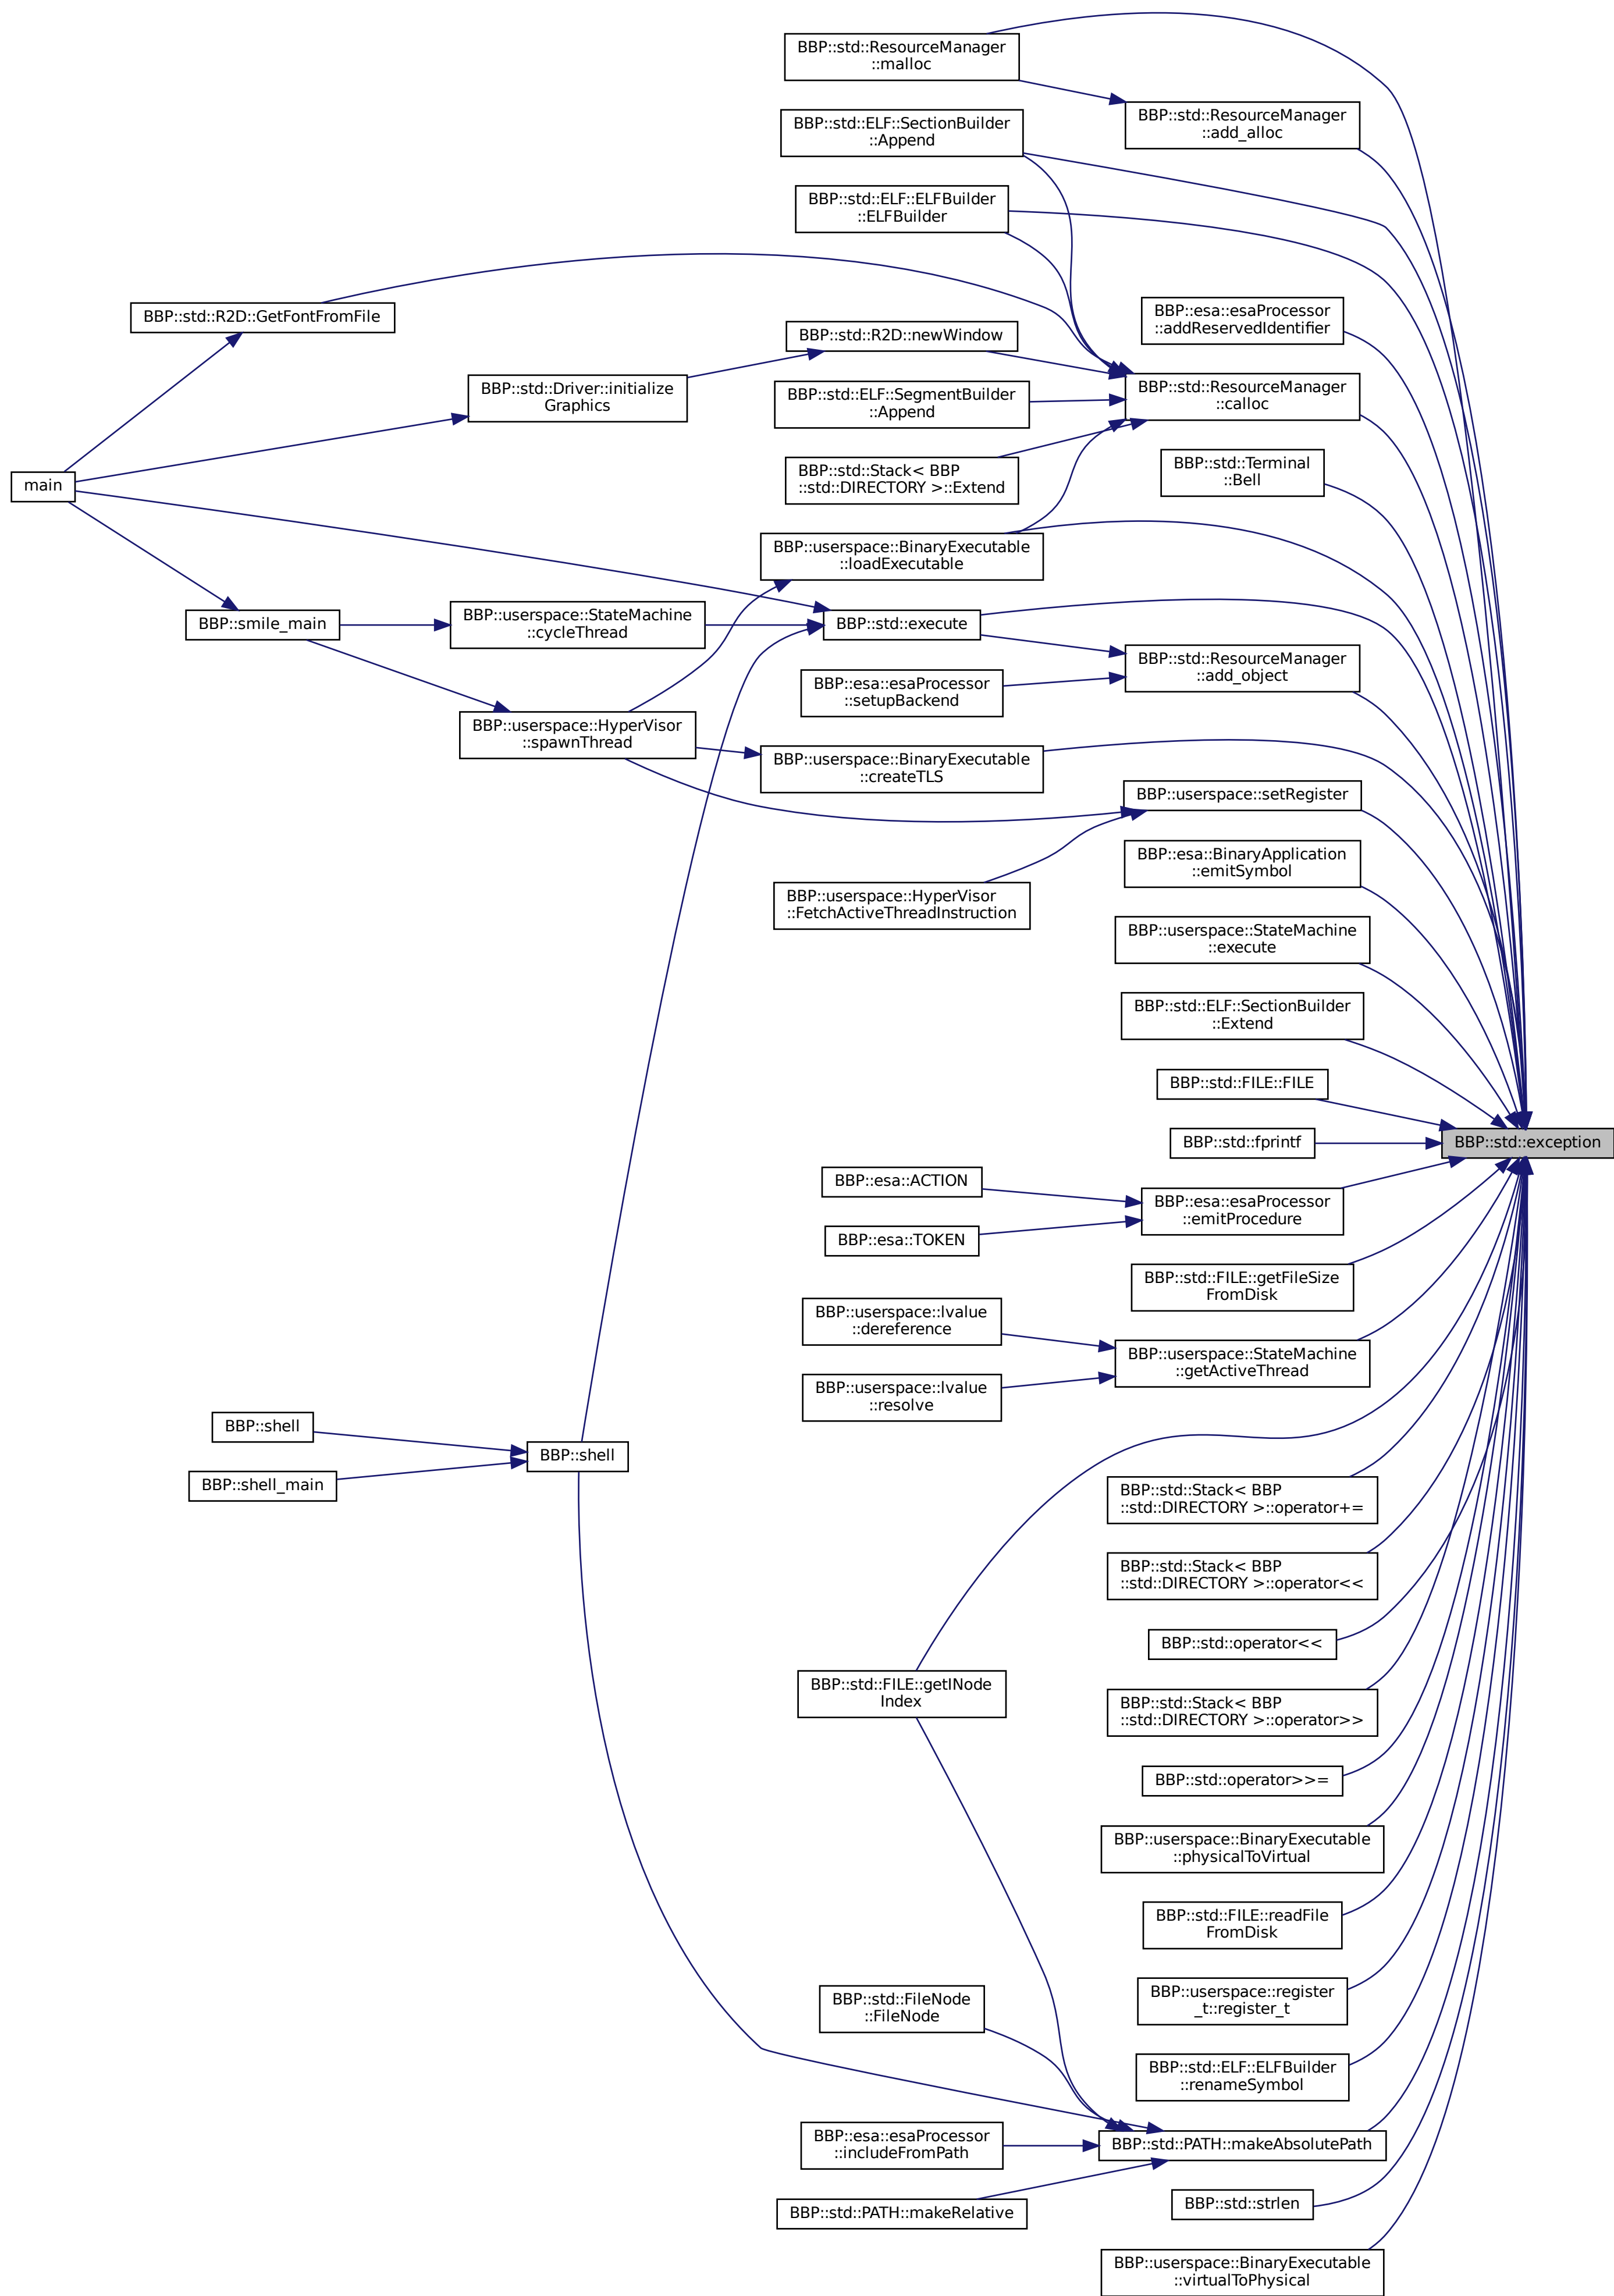 BBP::std::ResourceManager
::malloc
BBP::std::ResourceManager
::add_alloc
BBP::std::ELF::SectionBuilder
::Append
BBP::std::ELF::ELFBuilder
::ELFBuilder
BBP::std::R2D::GetFontFromFile
BBP::esa::esaProcessor
::addReservedIdentifier
BBP::std::R2D::newWindow
BBP::std::Driver::initialize
Graphics
BBP::std::ELF::SegmentBuilder
::Append
BBP::std::ResourceManager
::calloc
main
BBP::std::Stack< BBP
::std::DIRECTORY >::Extend
BBP::std::Terminal
::Bell
BBP::userspace::BinaryExecutable
::loadExecutable
BBP::smile_main
BBP::userspace::StateMachine
::cycleThread
BBP::std::execute
BBP::std::ResourceManager
::add_object
BBP::esa::esaProcessor
::setupBackend
BBP::userspace::HyperVisor
::spawnThread
BBP::userspace::BinaryExecutable
::createTLS
BBP::userspace::setRegister
BBP::esa::BinaryApplication
::emitSymbol
BBP::userspace::HyperVisor
::FetchActiveThreadInstruction
BBP::userspace::StateMachine
::execute
BBP::std::ELF::SectionBuilder
::Extend
BBP::std::FILE::FILE
BBP::std::fprintf
BBP::std::exception
BBP::esa::ACTION
BBP::esa::esaProcessor
::emitProcedure
BBP::esa::TOKEN
BBP::std::FILE::getFileSize
FromDisk
BBP::userspace::lvalue
::dereference
BBP::userspace::StateMachine
::getActiveThread
BBP::userspace::lvalue
::resolve
BBP::shell
BBP::shell
BBP::shell_main
BBP::std::Stack< BBP
::std::DIRECTORY >::operator+=
BBP::std::Stack< BBP
::std::DIRECTORY >::operator<<
BBP::std::operator<<
BBP::std::FILE::getINode
Index
BBP::std::Stack< BBP
::std::DIRECTORY >::operator>>
BBP::std::operator>>=
BBP::userspace::BinaryExecutable
::physicalToVirtual
BBP::std::FILE::readFile
FromDisk
BBP::std::FileNode
::FileNode
BBP::userspace::register
_t::register_t
BBP::std::ELF::ELFBuilder
::renameSymbol
BBP::esa::esaProcessor
::includeFromPath
BBP::std::PATH::makeAbsolutePath
BBP::std::PATH::makeRelative
BBP::std::strlen
BBP::userspace::BinaryExecutable
::virtualToPhysical